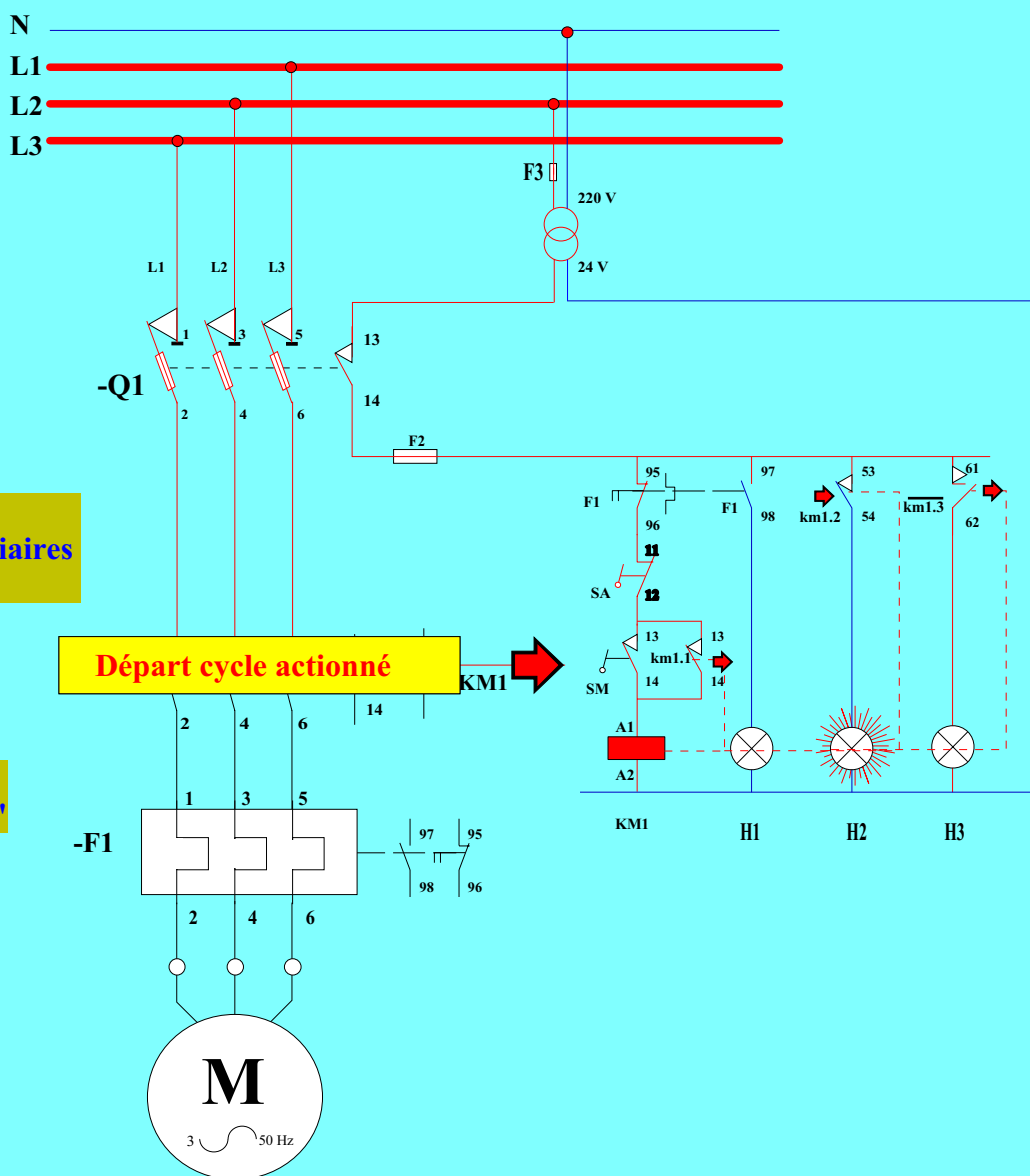 N
L1
L2
L3
F3
220 V
24 V
L1 L2 L3
1 3 5 13
-Q1
2 4 6 14
F2
95 97 53 61
F1 F1 km1.2 km1.3
96 98 54 62
11
SA
12
iaires
13 13
Départ cycle actionné
km1.1
KM1
SM 14 14
14
2 4 6
A1
A2
KM1 H1 H2 H3
1 3 5
-F1
97 95
98 96
2 4 6
M
3 50 Hz